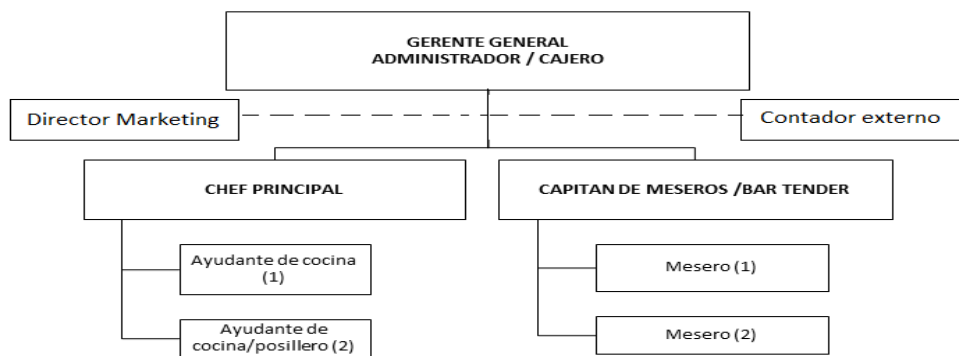 GERENTE GENERAL
ADMINISTRADOR / CAJERO
Director Marketing
Contador externo
CHEF PRINCIPAL
CAPITAN DE MESEROS /BAR TENDER
Ayudante de cocina
(1)
Mesero (1)
Ayudante de
cocina/posillero (2)
Mesero (2)